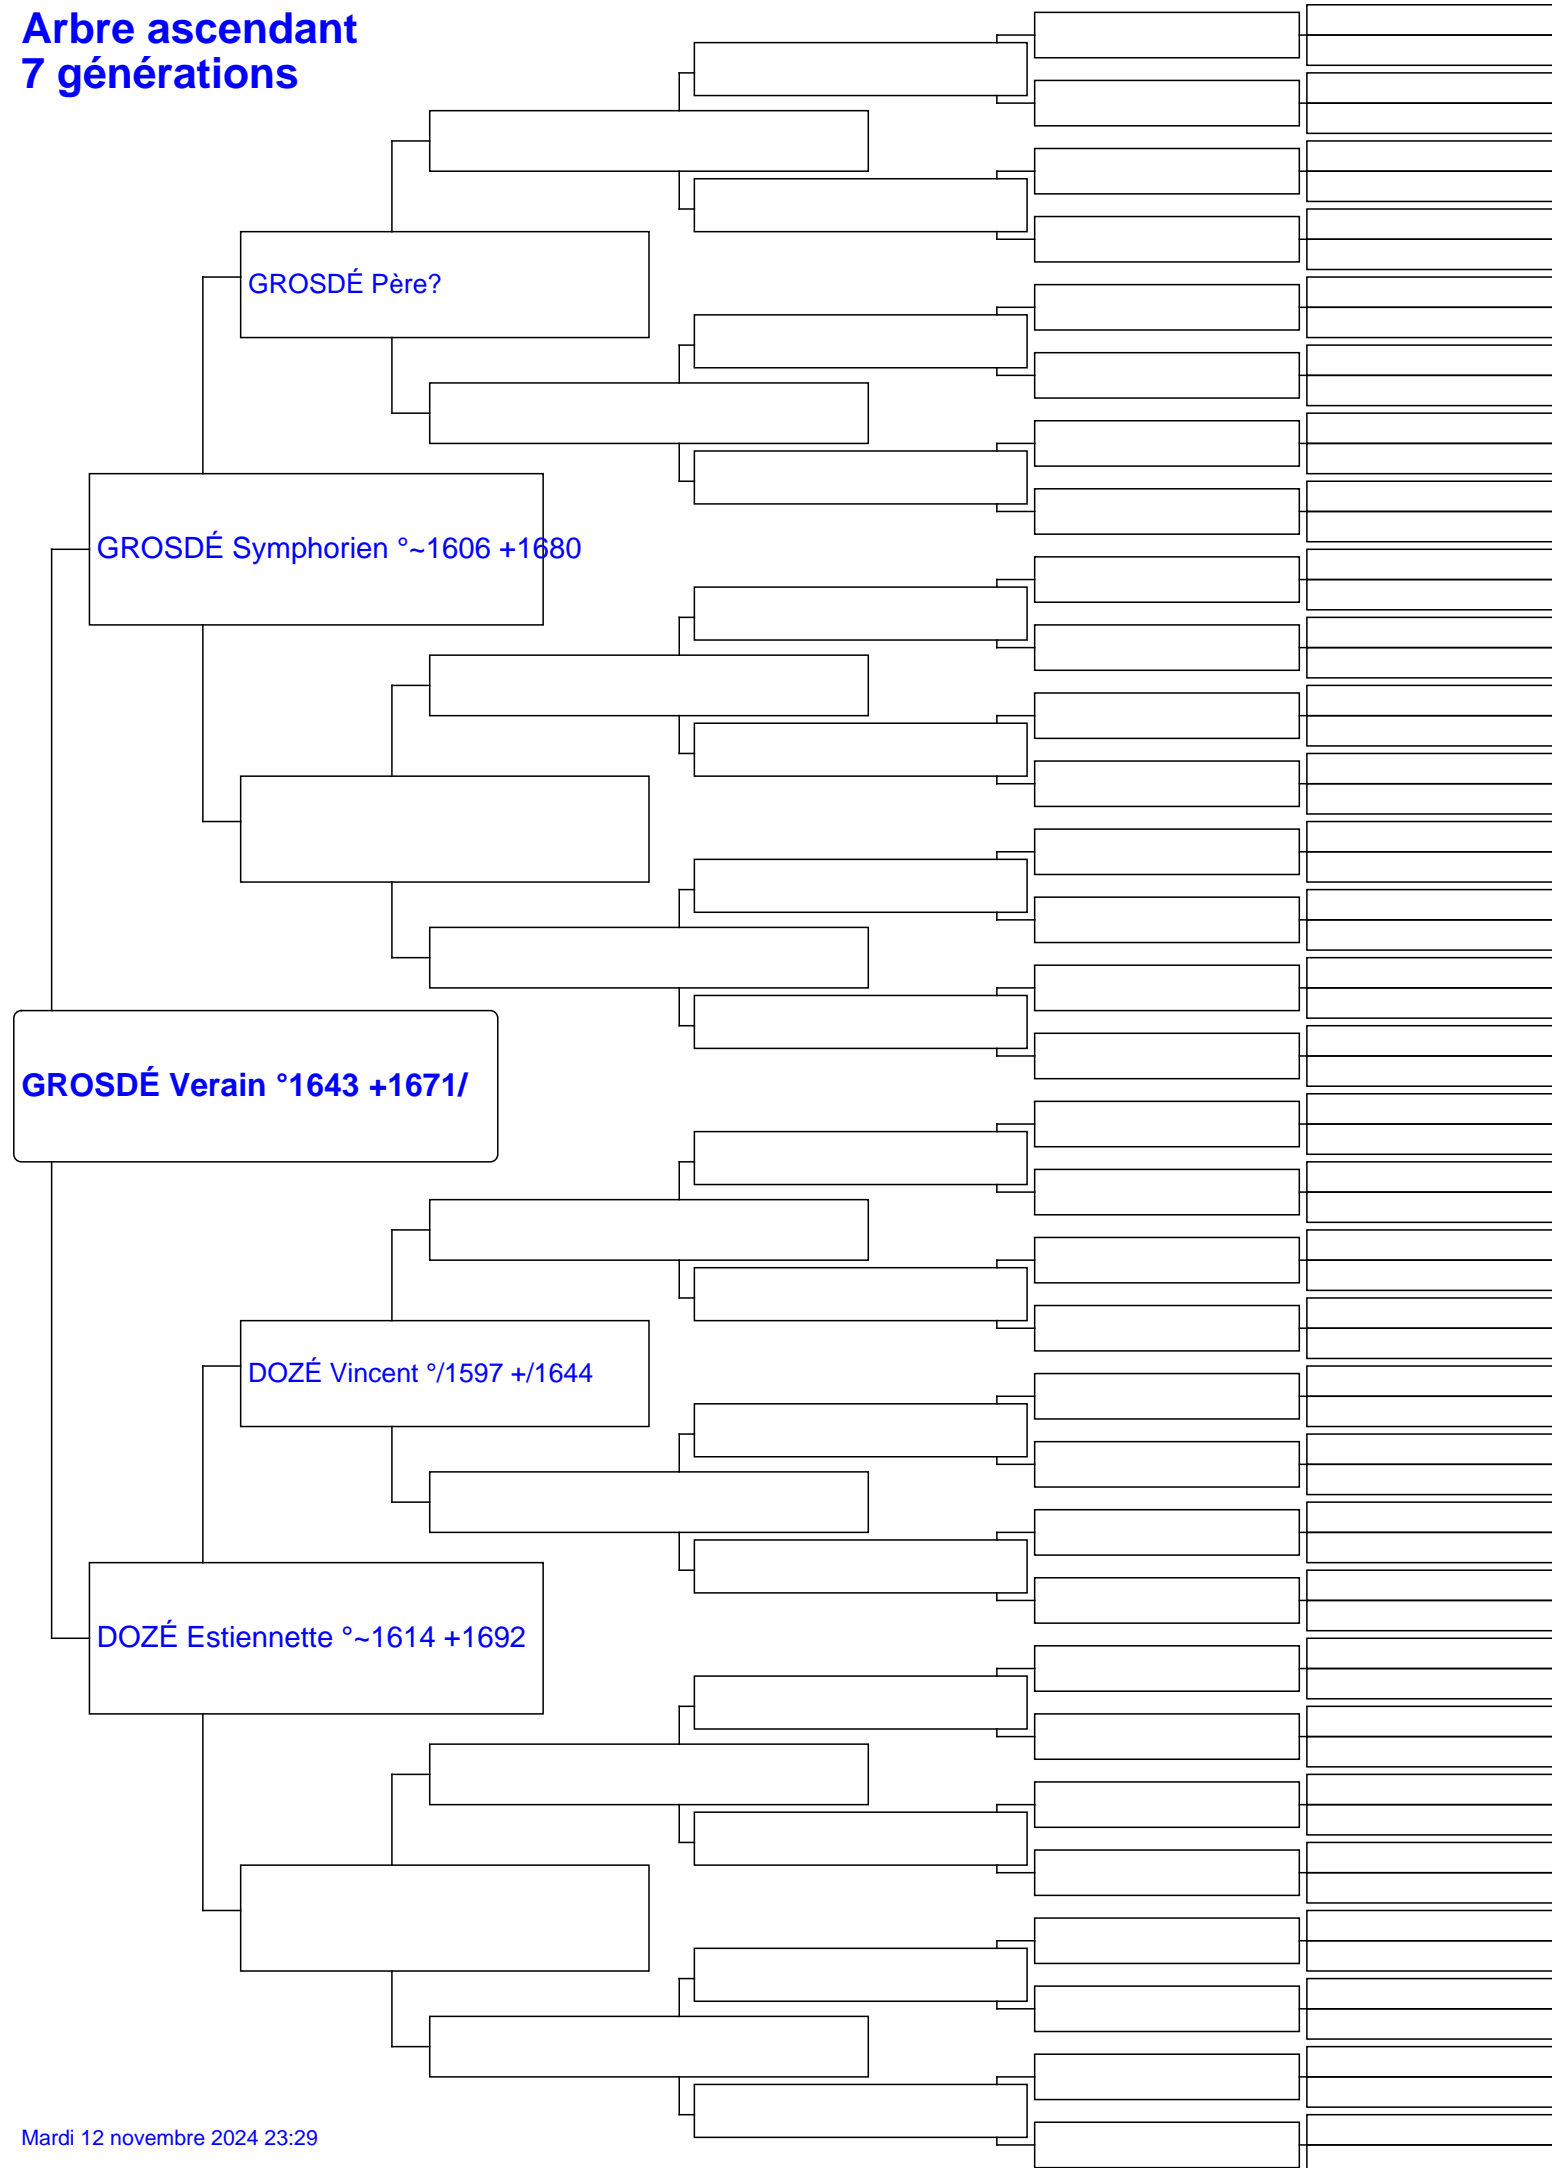 Arbre ascendant
7 générations
GROSDÉ Père?
GROSDÉ Symphorien °~1606 +1680
GROSDÉ Verain °1643 +1671/
DOZÉ Vincent °/1597 +/1644
DOZÉ Estiennette °~1614 +1692
Mardi 12 novembre 2024 23:29